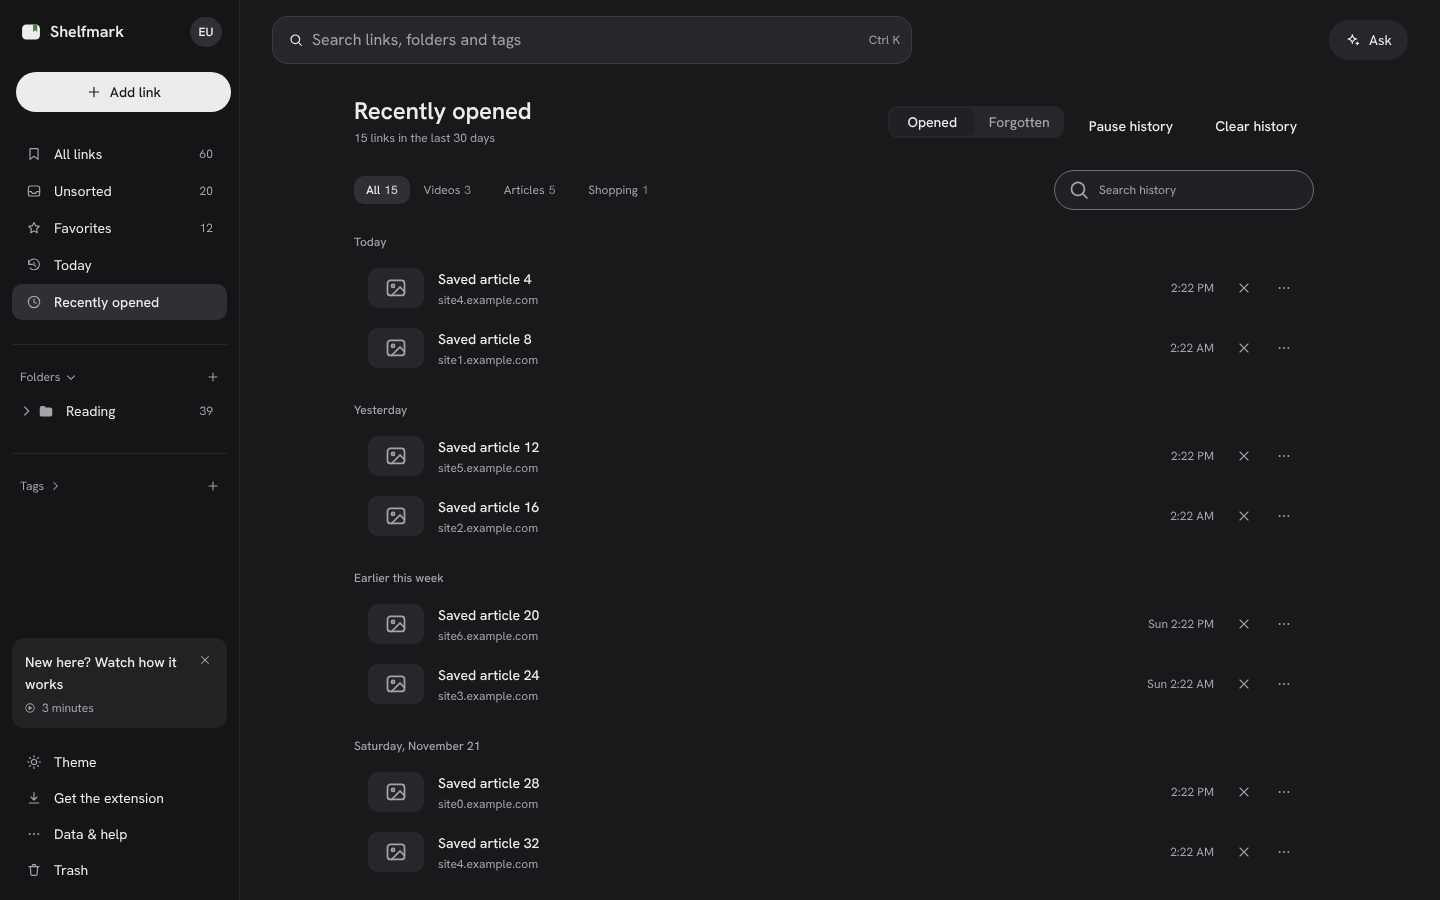 Shelfmark
EU
Add link
All links 60
Unsorted 20
Favorites 12
Today
Recently opened
Folders
Reading 39
Tags
New here? Watch how it
works
3 minutes
Theme
Get the extension
Data & help
Trash
Search links, folders and tags Ctrl K
Ask
Recently opened
15 links in the last 30 days
Opened Forgotten Pause history Clear history
All 15 Videos 3 Articles 5 Shopping 1
Search history
Today
Saved article 4
site4.example.com
2:22 PM
Saved article 8
site1.example.com
2:22 AM
Yesterday
Saved article 12
site5.example.com
2:22 PM
Saved article 16
site2.example.com
2:22 AM
Earlier this week
Saved article 20
site6.example.com
Sun 2:22 PM
Saved article 24
site3.example.com
Sun 2:22 AM
Saturday, November 21
Saved article 28
site0.example.com
2:22 PM
Saved article 32
site4.example.com
2:22 AM